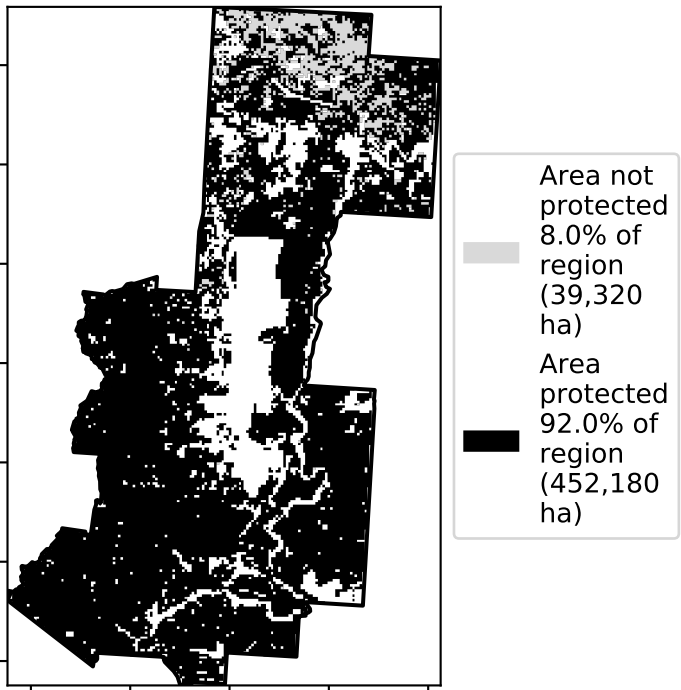 Area not
protected
8.0% of
region
(39,320
ha)
Area
protected
92.0% of
region
(452,180
ha)